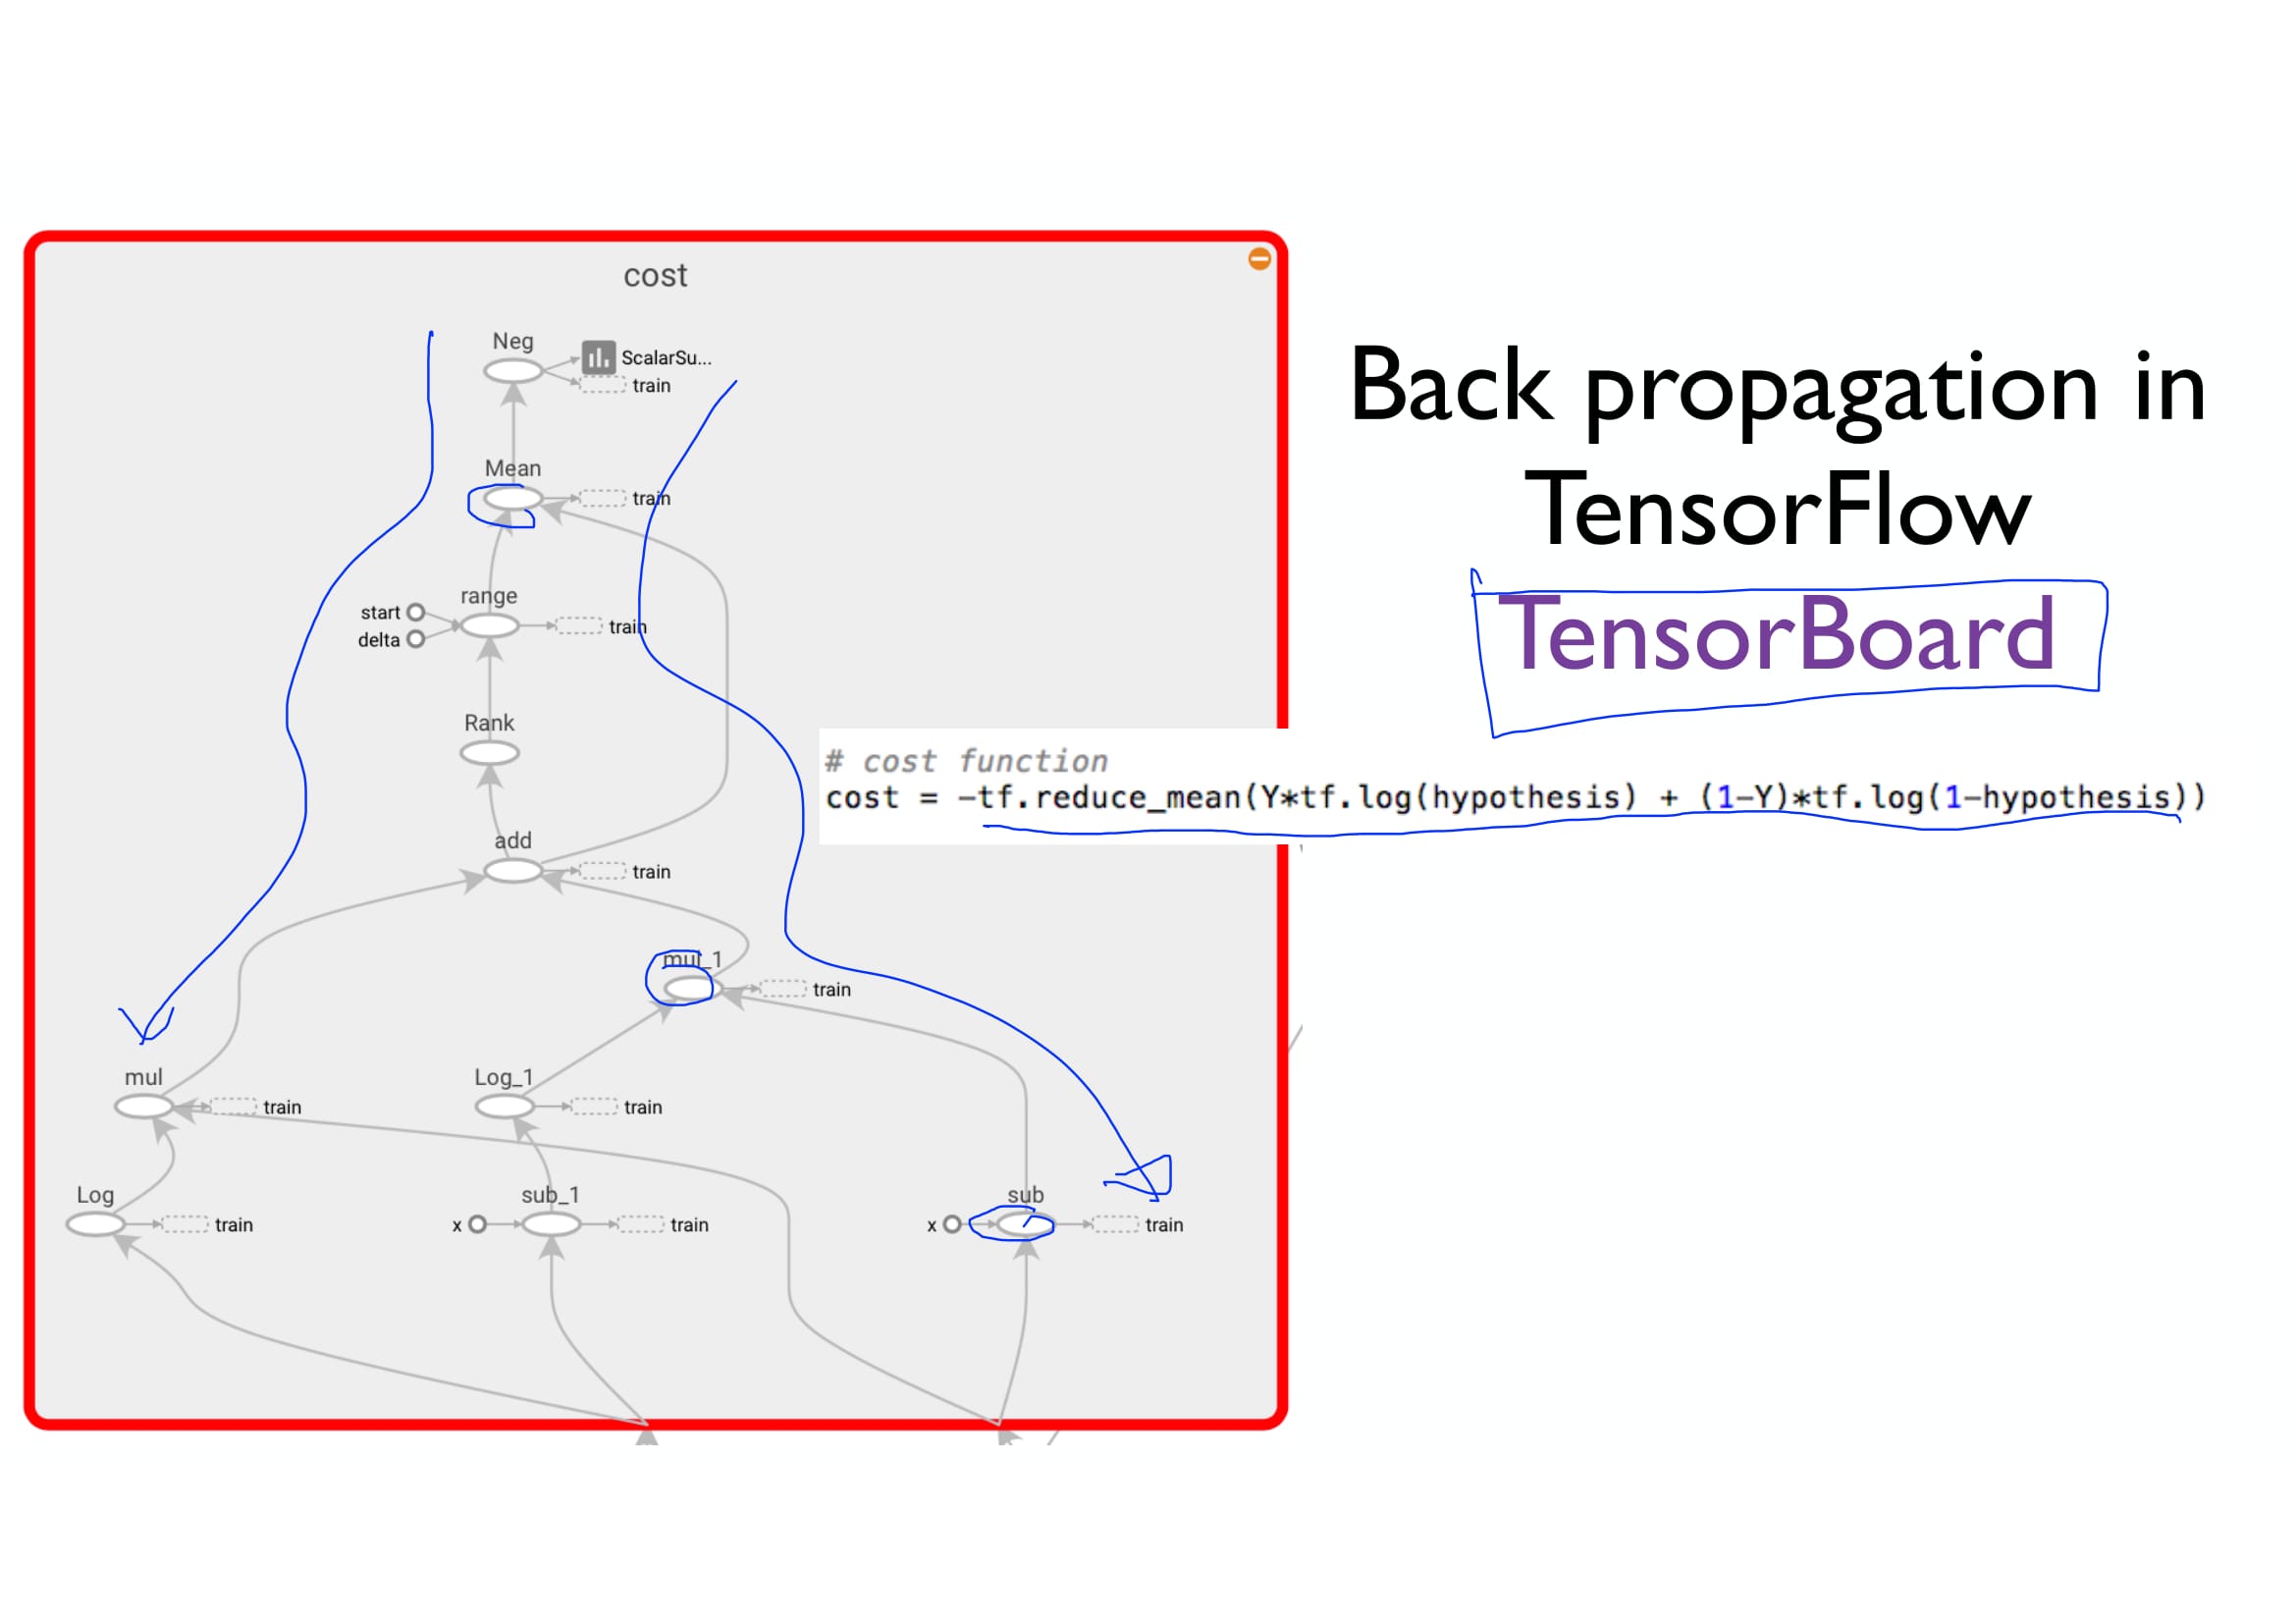 cost
Neg
ScalarSu...
train
Mean
train
range
start
delta
train
Rank
add
train
mul_1
train
mul
train
Log_1
train
Log
train
sub_1
x
train
sub
x
train
Back propagation in
TensorFlow
TensorBoard
# cost function
cost = -tf.reduce_mean(Y*tf.log(hypothesis) + (1-Y)*tf.log(1-hypothesis))